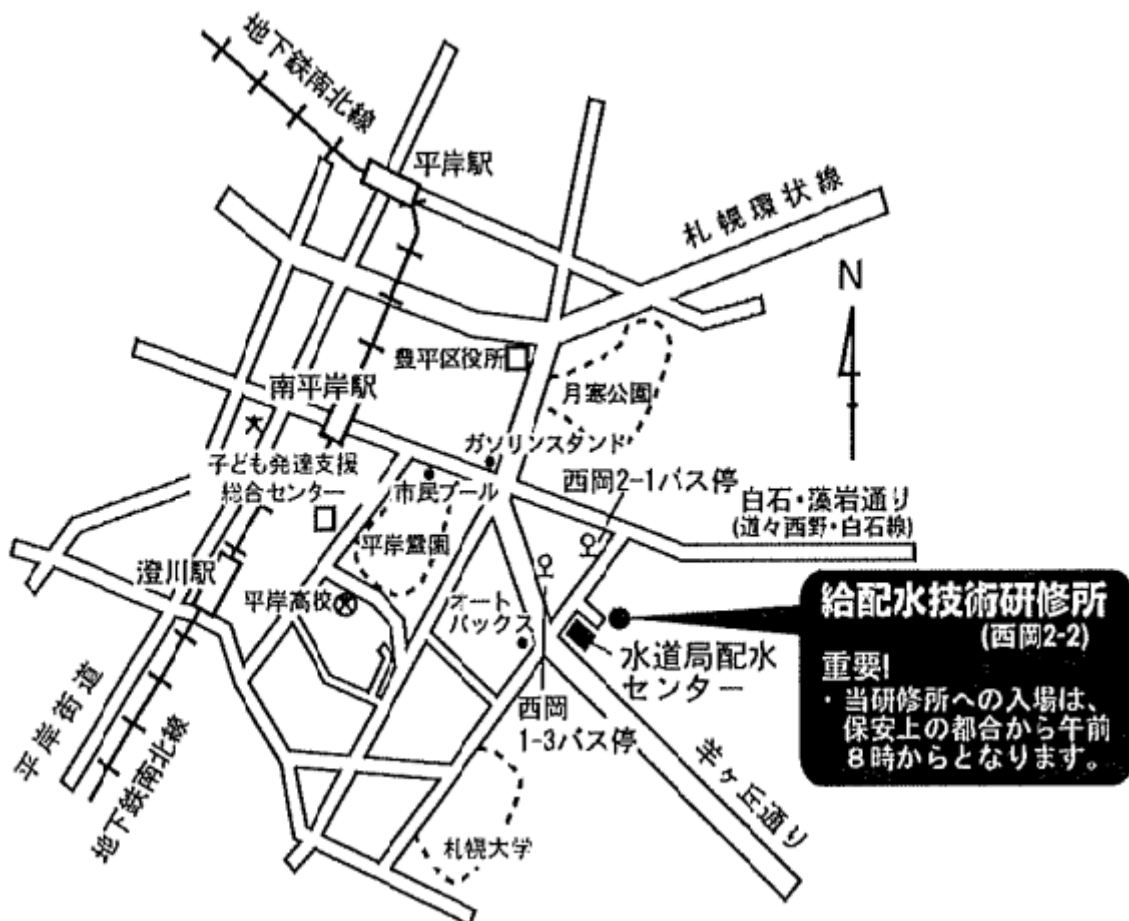 地下鉄南北線
平岸駅
札幌環状線
N
豊平区役所
月寒公園
南平岸駅
ガソリンスタンド
子ども発達支援
総合センター
市民プール
西岡2-1バス停
白石・藻岩通り
(道々西野・白石線)
平岸霊園
澄川駅
平岸高校
オート
バックス
給配水技術研修所
(西岡2-2)
重要!
・当研修所への入場は、
保安上の都合から午前
8時からとなります。
水道局配水
センター
西岡
1-3バス停
平岸街道
地下鉄南北線
羊ヶ丘通り
札幌大学